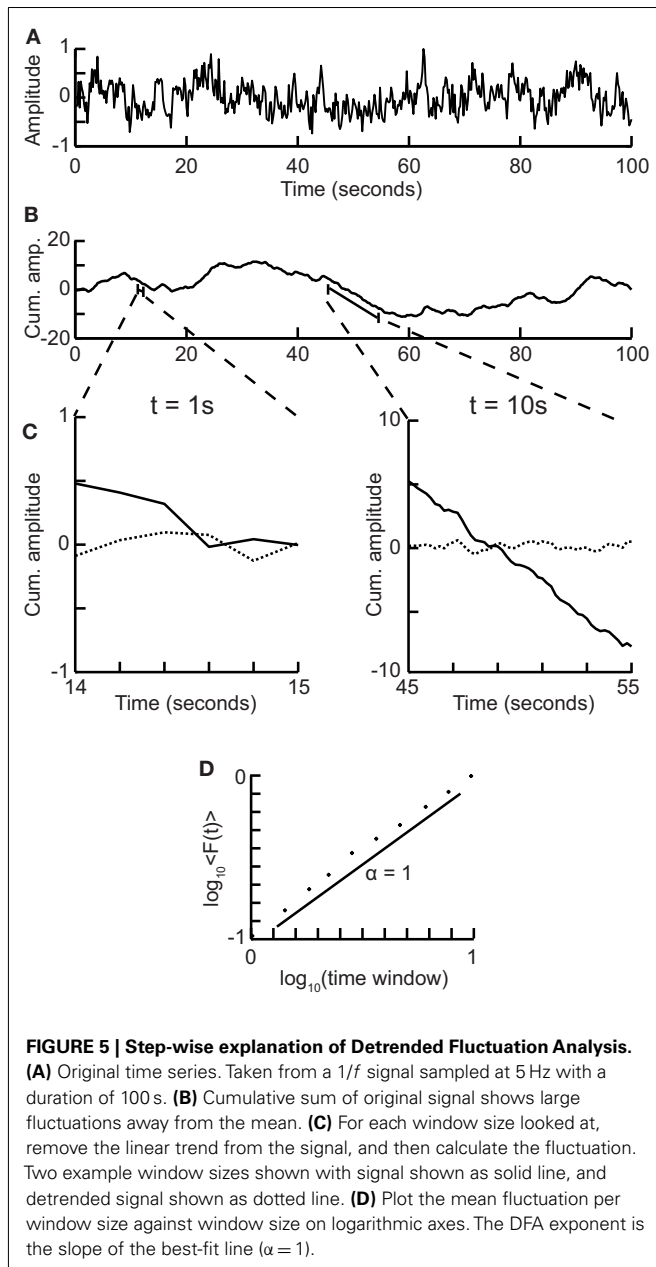 A
Amplitude
1
0
-1
0 20 40 60 80 100
Time (seconds)
B
Cum. amp.
20
0
-20
0 20 40 60 80 100
t = 1s
t = 10s
C
Cum. amplitude
1
0
-1
14 15
Time (seconds)
Cum. amplitude
10
0
-10
45 55
Time (seconds)
D
log10<F(t)>
0
-1
α = 1
0 1
log10(time window)
FIGURE 5 | Step-wise explanation of Detrended Fluctuation Analysis.
(A) Original time series. Taken from a 1/f signal sampled at 5 Hz with a
duration of 100 s. (B) Cumulative sum of original signal shows large
fluctuations away from the mean. (C) For each window size looked at,
remove the linear trend from the signal, and then calculate the fluctuation.
Two example window sizes shown with signal shown as solid line, and
detrended signal shown as dotted line. (D) Plot the mean fluctuation per
window size against window size on logarithmic axes. The DFA exponent is
the slope of the best-fit line (α = 1).